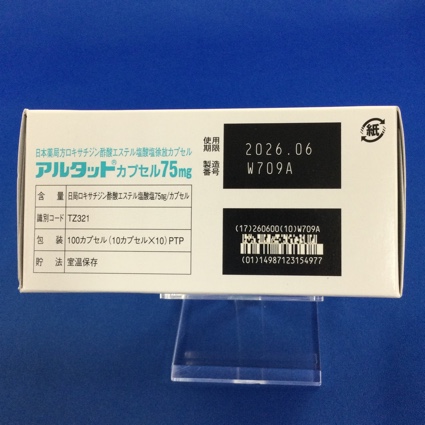 日本薬局方ロキサチジン酢酸エステル塩酸塩徐放カプセル
アルタット®カプセル75mg
含量 日局ロキサチジン酢酸エステル塩酸塩75mg/カプセル
識別コード TZ321
包装 100カプセル(10カプセル×10)PTP
貯法 室温保存
使用期限 2026.06
製造番号 W709A
(17)260600(10)W709A
(01)14987123154977
紙